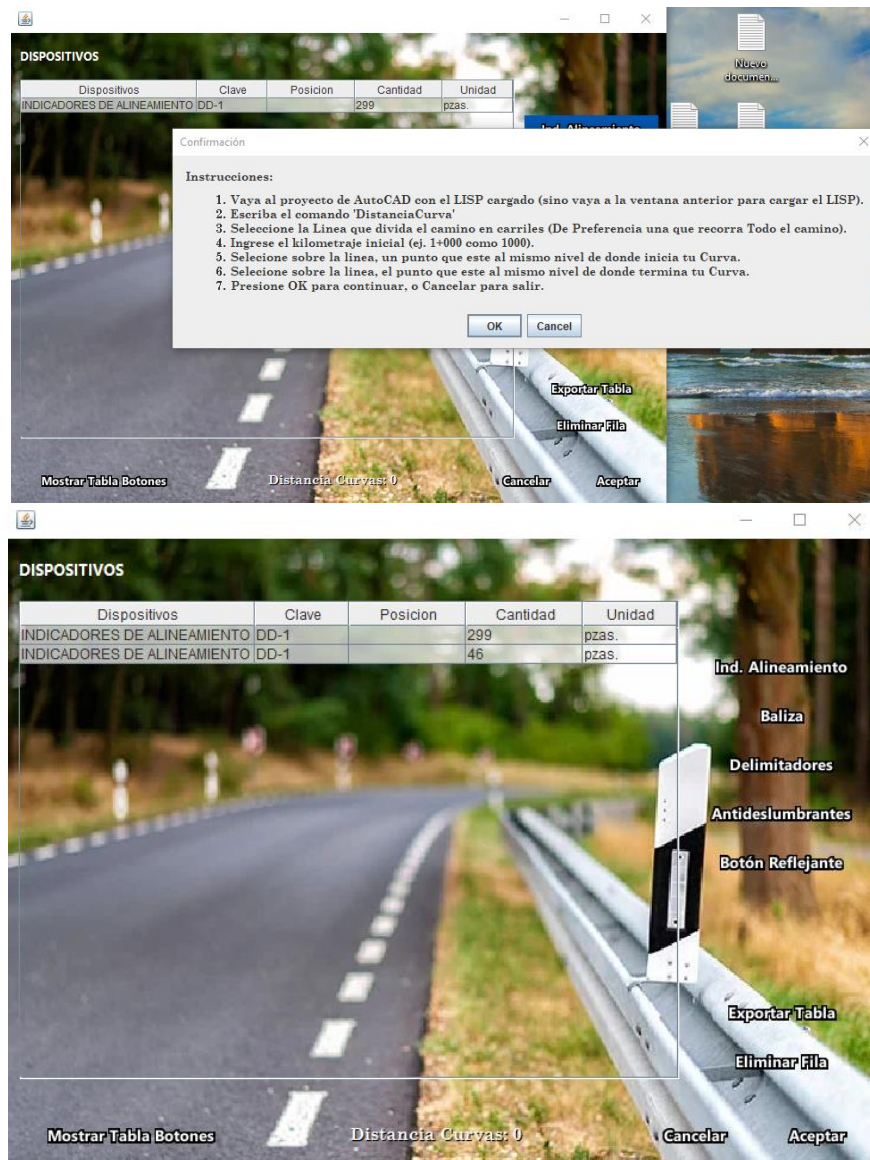 DISPOSITIVOS
Dispositivos Clave Posicion Cantidad Unidad
INDICADORES DE ALINEAMIENTO DD-1 299 pzas.
Nuevo
documen...
Ind. Alineamiento
Confirmación
Instrucciones:
1. Vaya al proyecto de AutoCAD con el LISP cargado (sino vaya a la ventana anterior para cargar el LISP).
2. Escriba el comando 'DistanciaCurva'
3. Seleccione la Linea que divida el camino en carriles (De Preferencia una que recorra Todo el camino).
4. Ingrese el kilometraje inicial (ej. 1+000 como 1000).
5. Selecione sobre la linea, un punto que este al mismo nivel de donde inicia tu Curva.
6. Selecione sobre la linea, el punto que este al mismo nivel de donde termina tu Curva.
7. Presione OK para continuar, o Cancelar para salir.
OK Cancel
Exportar Tabla
Eliminar Fila
Mostrar Tabla Botones Distancia Curvas: 0 Cancelar Aceptar
DISPOSITIVOS
Dispositivos Clave Posicion Cantidad Unidad
INDICADORES DE ALINEAMIENTO DD-1 299 pzas.
INDICADORES DE ALINEAMIENTO DD-1 46 pzas.
Ind. Alineamiento
Baliza
Delimitadores
Antideslumbrantes
Botón Reflejante
Exportar Tabla
Eliminar Fila
Mostrar Tabla Botones Distancia Curvas: 0 Cancelar Aceptar